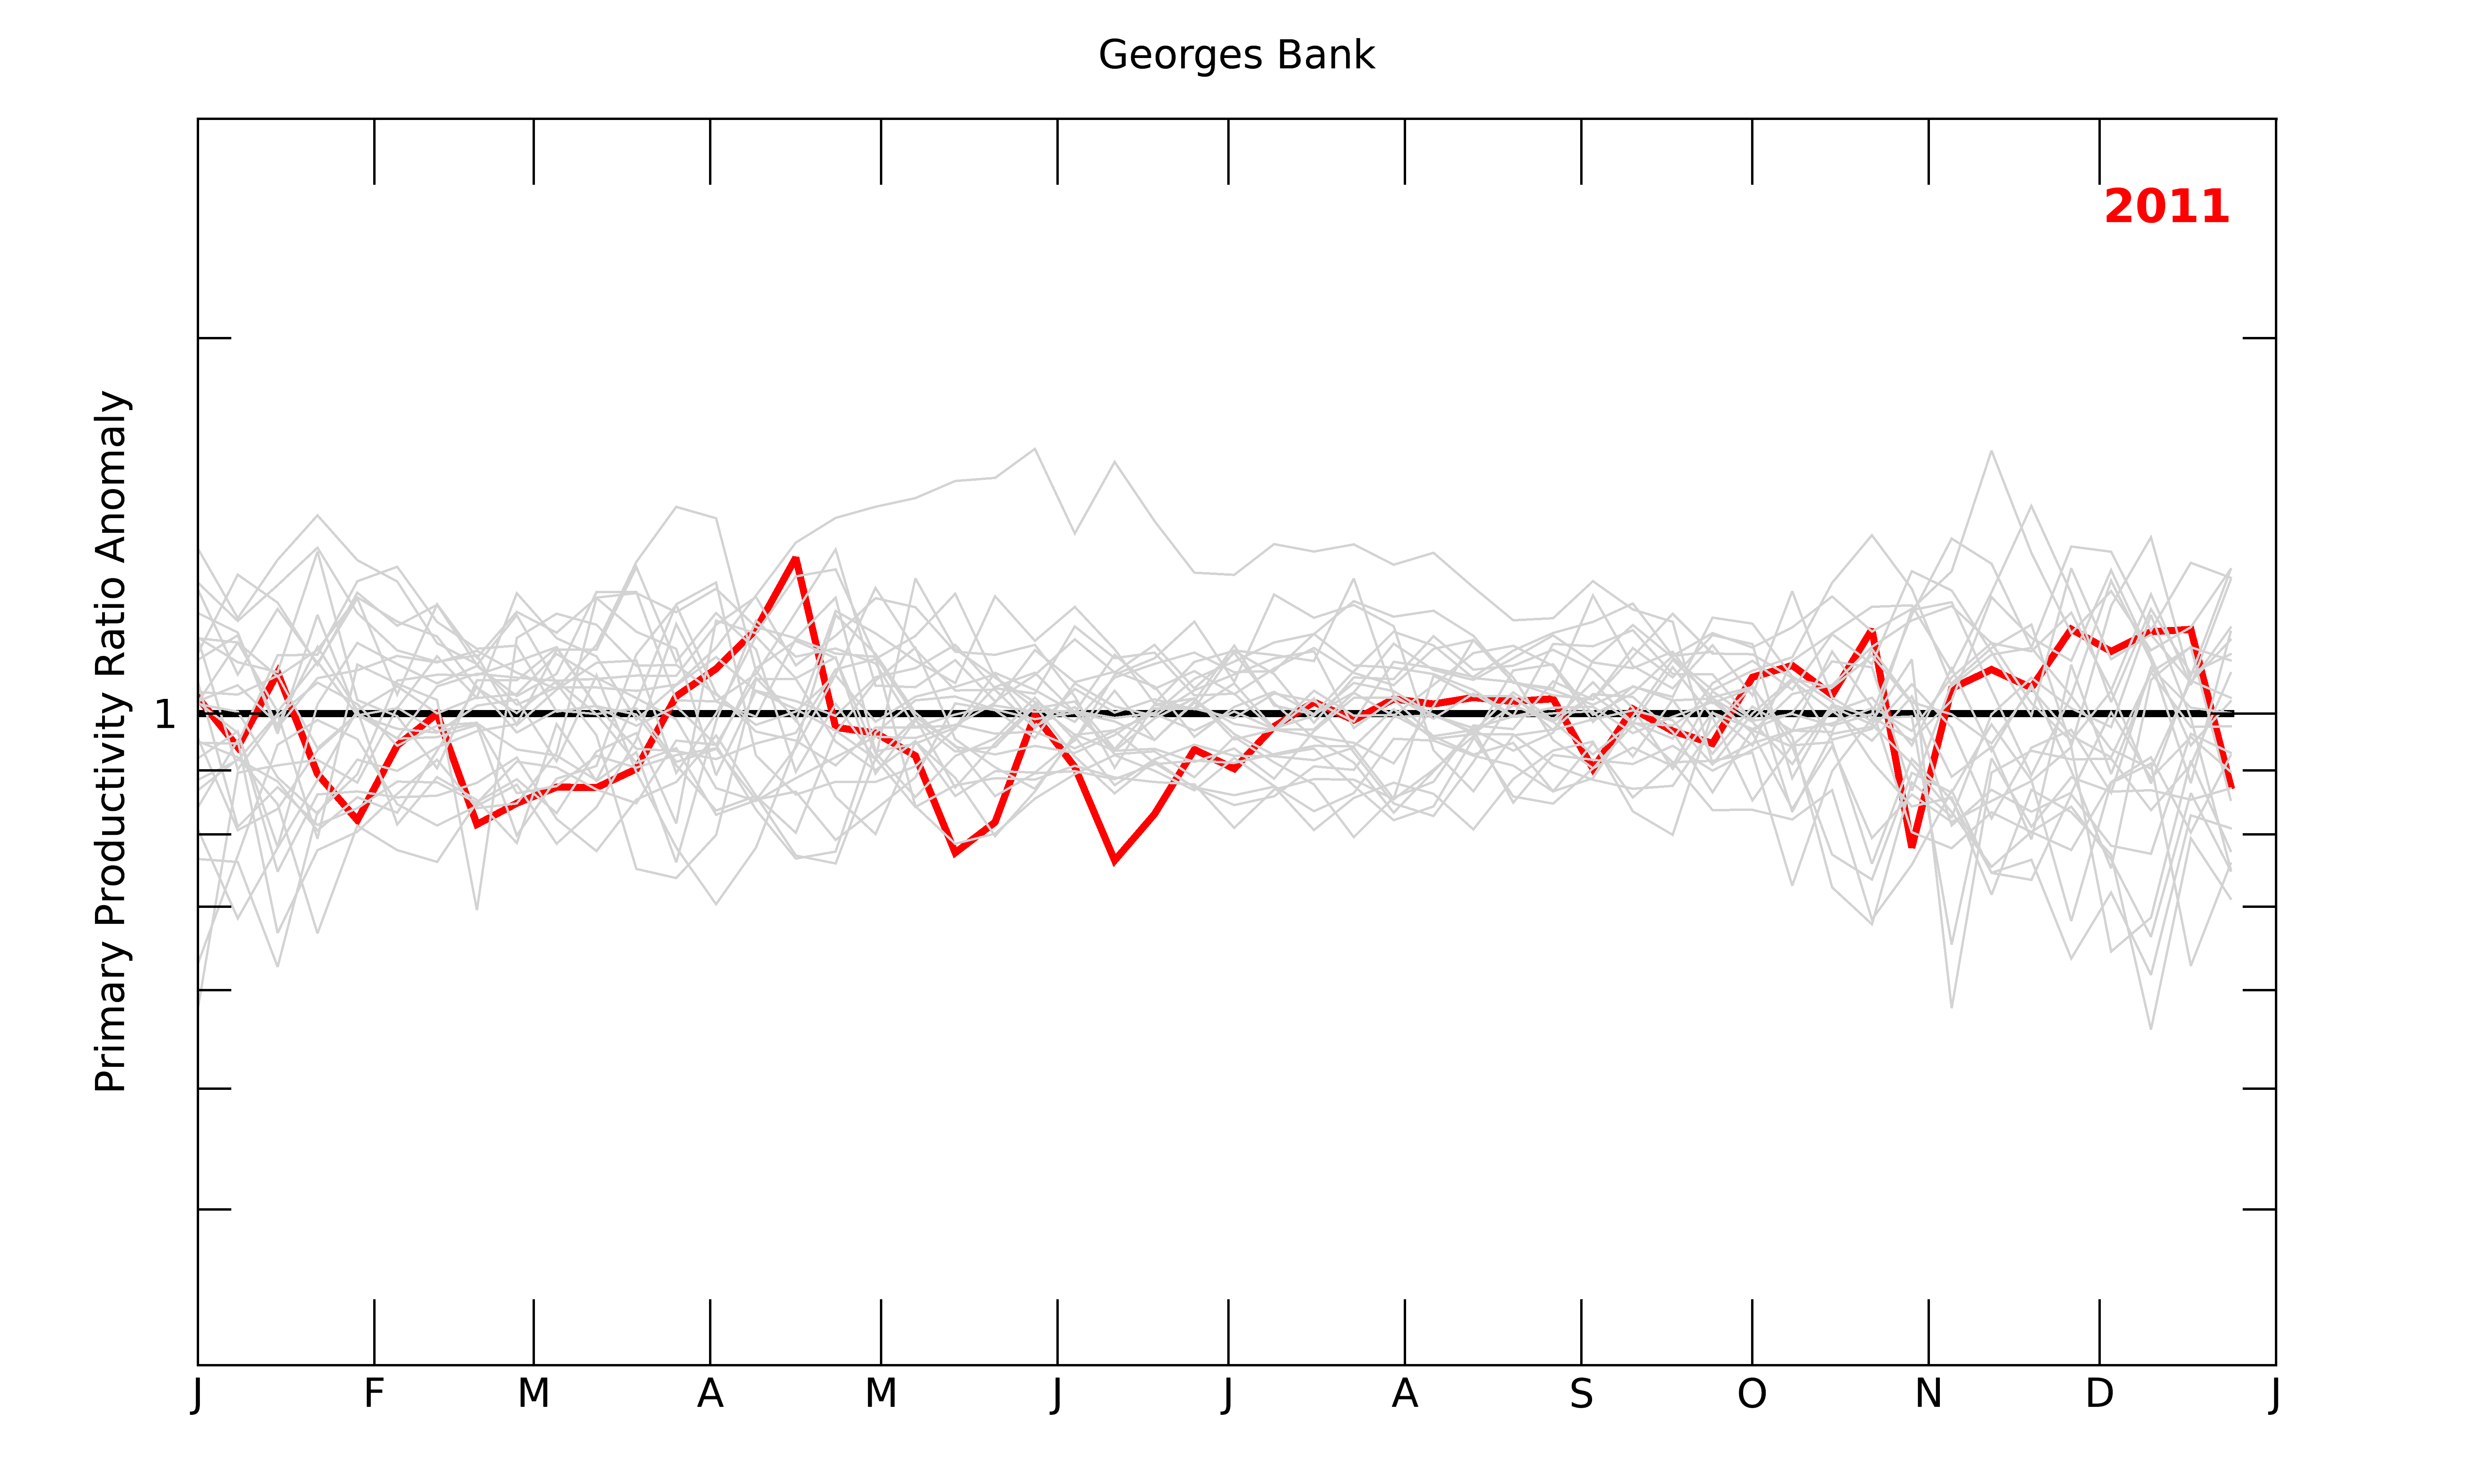 Georges Bank
2011
Primary Productivity Ratio Anomaly
1
J F M A M J J A S O N D J